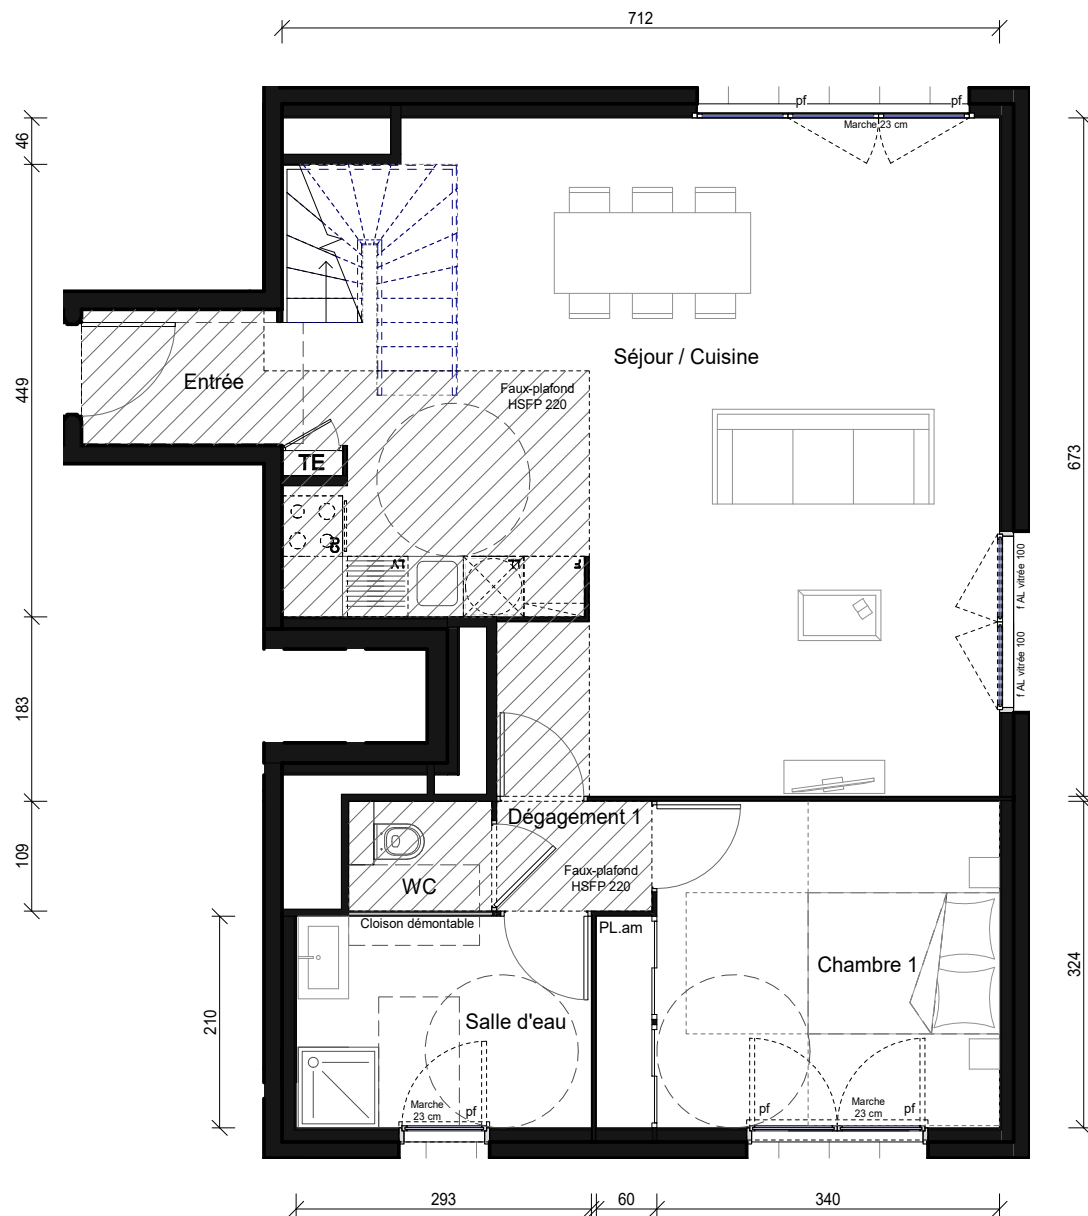 712
pf
pf
Marche 23 cm
46
449
183
109
210
673
324
Séjour / Cuisine
Entrée
Faux-plafond
HSFP 220
TE
LV
LL
F
f AL vitrée 100
f AL vitrée 100
Dégagement 1
Faux-plafond
HSFP 220
WC
Cloison démontable
PL.am
Chambre 1
Salle d'eau
Marche
23 cm
pf
pf
Marche
23 cm
pf
293
60
340